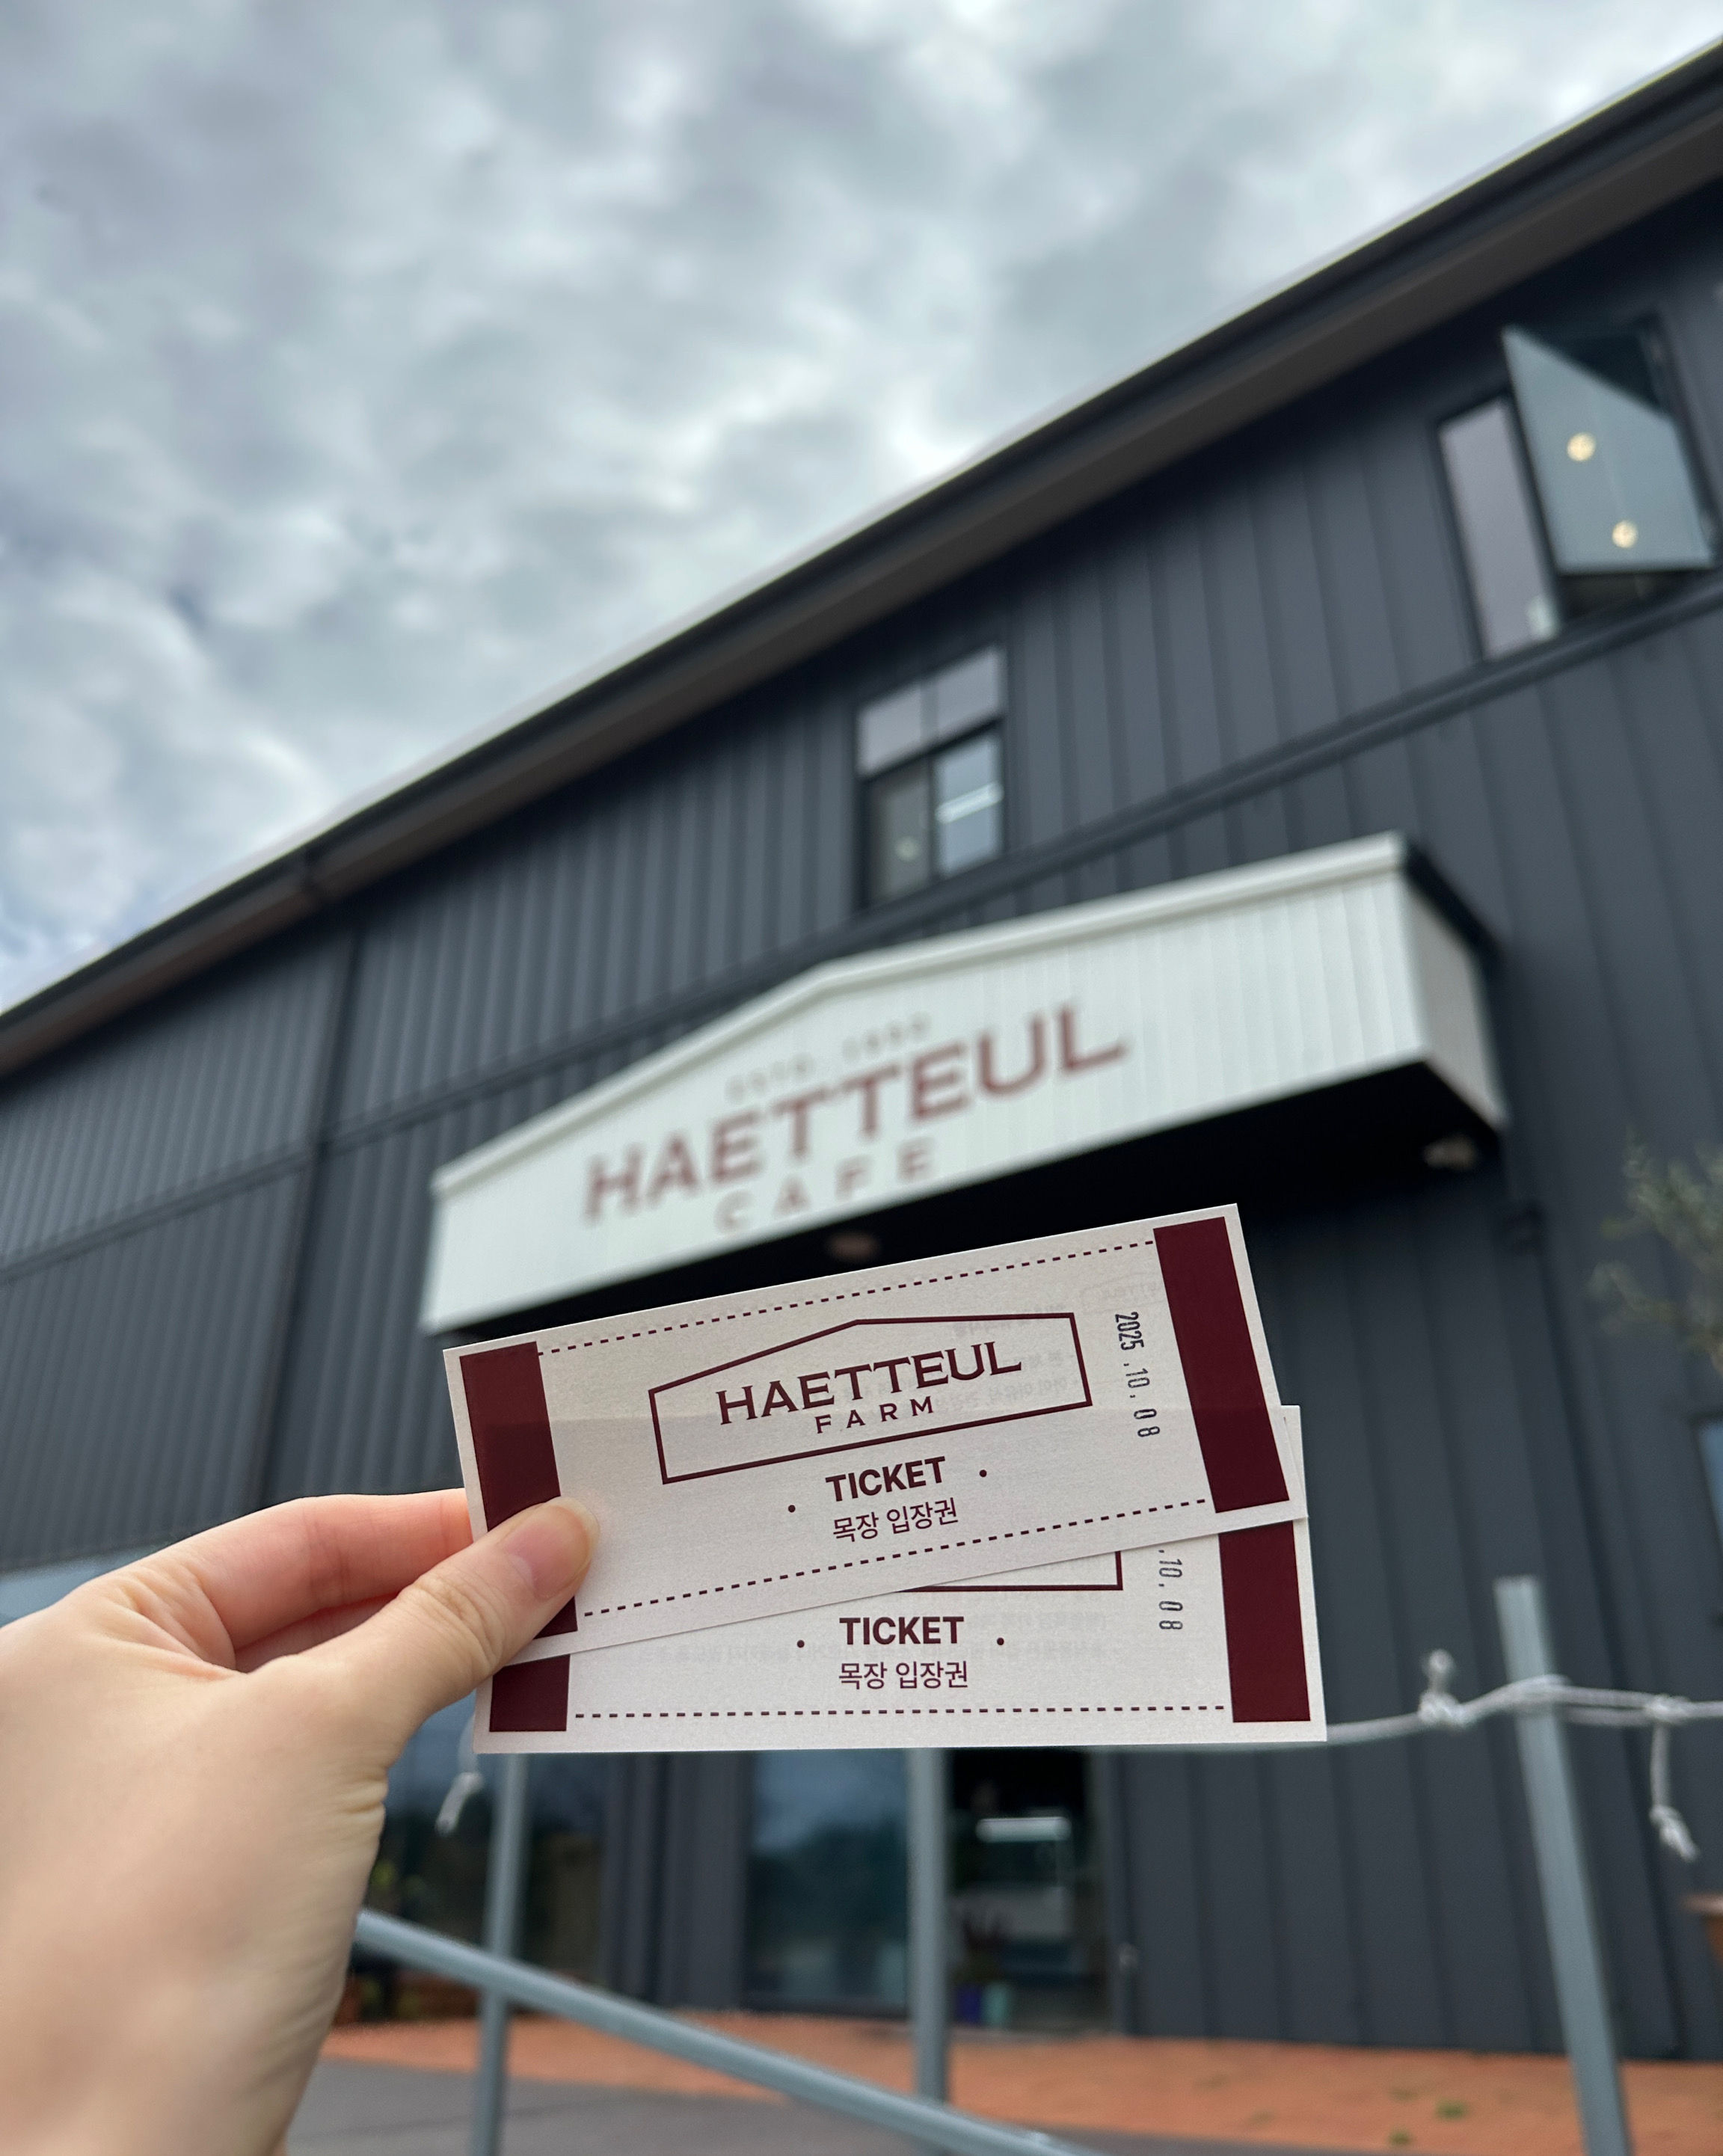 HAETTEUL
CAFE
HAETTEUL
FARM
2025.10.08
• TICKET •
목장 입장권
.10.08
• TICKET •
목장 입장권